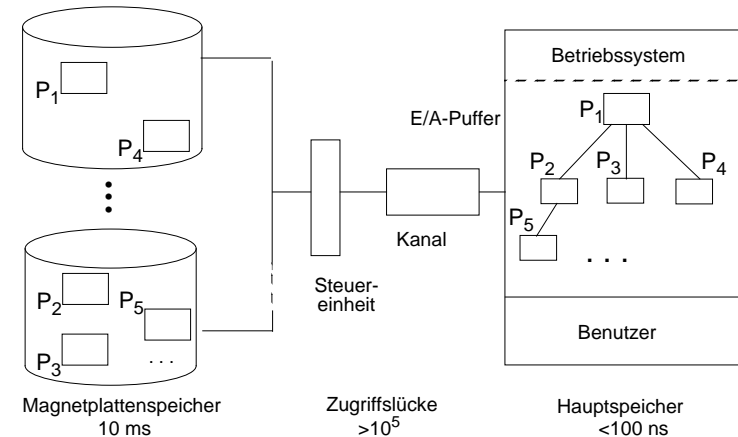 Betriebssystem
P1
P4
E/A-Puffer
P1
P2
P3
P4
P5
. . .
Kanal
Steuer-
einheit
P2
P5
P3
. . .
Benutzer
Magnetplattenspeicher
10 ms
Zugriffslücke
>10^5
Hauptspeicher
<100 ns